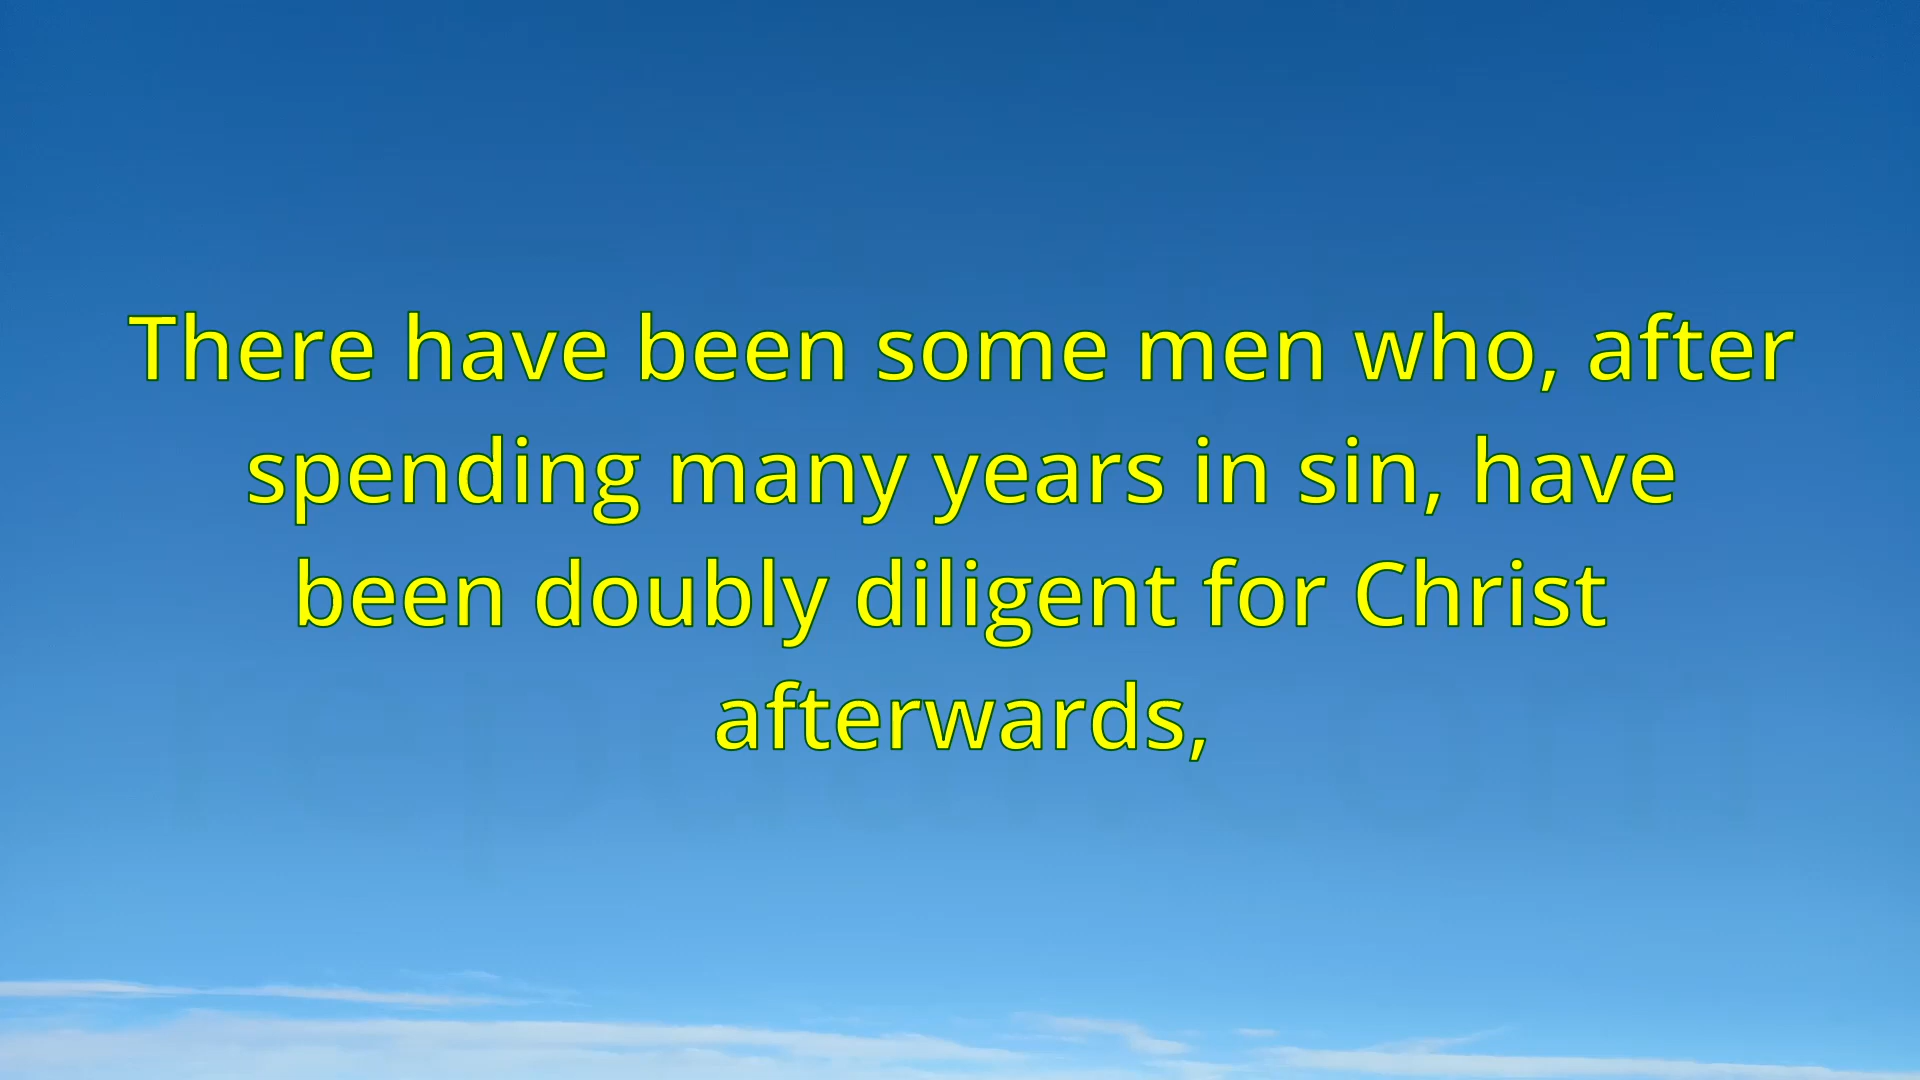 There have been some men who, after
spending many years in sin, have
been doubly diligent for Christ
afterwards,